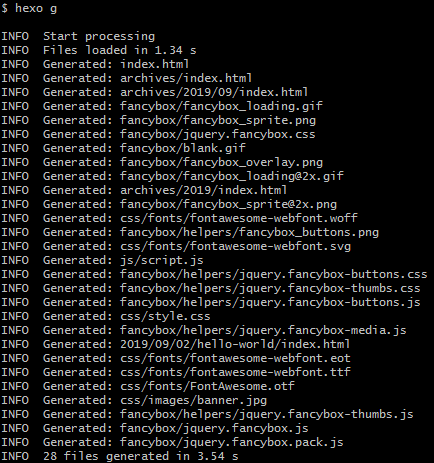 $ hexo g
INFO  Start processing
INFO  Files loaded in 1.34 s
INFO  Generated: index.html
INFO  Generated: archives/index.html
INFO  Generated: archives/2019/09/index.html
INFO  Generated: fancybox/fancybox_loading.gif
INFO  Generated: fancybox/fancybox_sprite.png
INFO  Generated: fancybox/jquery.fancybox.css
INFO  Generated: fancybox/blank.gif
INFO  Generated: fancybox/fancybox_overlay.png
INFO  Generated: fancybox/fancybox_loading@2x.gif
INFO  Generated: archives/2019/index.html
INFO  Generated: fancybox/fancybox_sprite@2x.png
INFO  Generated: css/fonts/fontawesome-webfont.woff
INFO  Generated: fancybox/helpers/fancybox_buttons.png
INFO  Generated: css/fonts/fontawesome-webfont.svg
INFO  Generated: js/script.js
INFO  Generated: fancybox/helpers/jquery.fancybox-buttons.css
INFO  Generated: fancybox/helpers/jquery.fancybox-thumbs.css
INFO  Generated: fancybox/helpers/jquery.fancybox-buttons.js
INFO  Generated: css/style.css
INFO  Generated: fancybox/helpers/jquery.fancybox-media.js
INFO  Generated: 2019/09/02/hello-world/index.html
INFO  Generated: css/fonts/fontawesome-webfont.eot
INFO  Generated: css/fonts/fontawesome-webfont.ttf
INFO  Generated: css/fonts/FontAwesome.otf
INFO  Generated: css/images/banner.jpg
INFO  Generated: fancybox/helpers/jquery.fancybox-thumbs.js
INFO  Generated: fancybox/jquery.fancybox.js
INFO  Generated: fancybox/jquery.fancybox.pack.js
INFO  28 files generated in 3.54 s